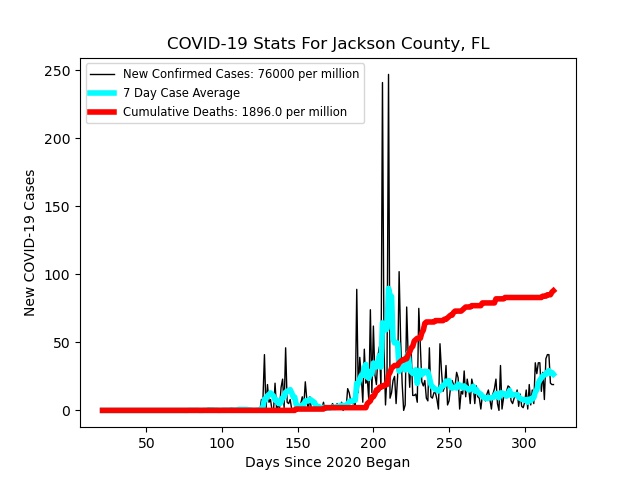 COVID-19 Stats For Jackson County, FL
New Confirmed Cases: 76000 per million
7 Day Case Average
Cumulative Deaths: 1896.0 per million
New COVID-19 Cases
250
200
150
100
50
0
50 100 150 200 250 300
Days Since 2020 Began